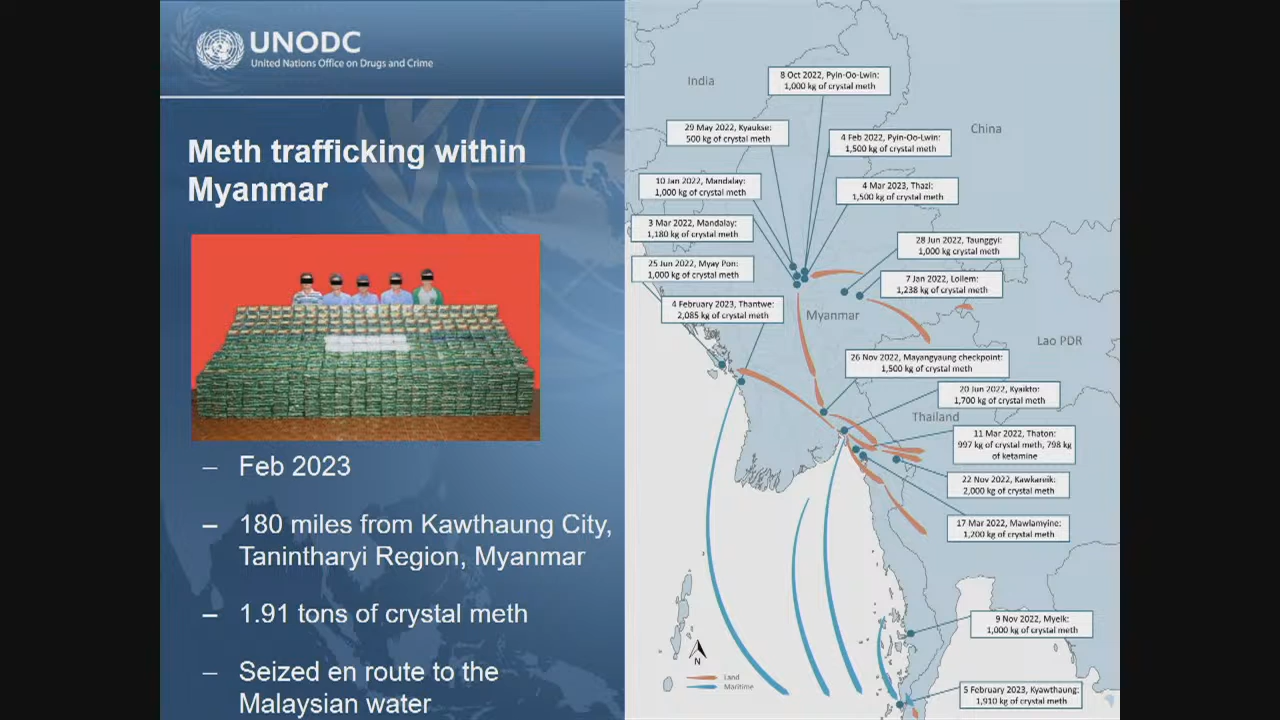 UNODC
United Nations Office on Drugs and Crime
Meth trafficking within
Myanmar
– Feb 2023
– 180 miles from Kawthaung City,
Tanintharyi Region, Myanmar
– 1.91 tons of crystal meth
– Seized en route to the
Malaysian water
India
China
8 Oct 2022, Pyin-Oo-Lwin:
1,000 kg of crystal meth
29 May 2022, Kyaukse:
500 kg of crystal meth
4 Feb 2022, Pyin-Oo-Lwin:
1,500 kg of crystal meth
10 Jan 2022, Mandalay:
1,000 kg of crystal meth
4 Mar 2023, Thazi:
1,500 kg of crystal meth
3 Mar 2022, Mandalay:
1,180 kg of crystal meth
28 Jun 2022, Taunggyi:
1,000 kg of crystal meth
25 Jun 2022, Myay Pon:
1,000 kg of crystal meth
7 Jan 2022, Loilem:
1,238 kg of crystal meth
4 February 2023, Thantwe:
2,085 kg of crystal meth
Myanmar
Lao PDR
26 Nov 2022, Mayangyaung checkpoint:
1,500 kg of crystal meth
20 Jun 2022, Kyaikto:
1,700 kg of crystal meth
Thailand
11 Mar 2022, Thaton:
997 kg of crystal meth, 798 kg
of ketamine
22 Nov 2022, Kawkareik:
2,000 kg of crystal meth
17 Mar 2022, Mawlamyine:
1,200 kg of crystal meth
9 Nov 2022, Myeik:
1,000 kg of crystal meth
5 February 2023, Kyawthaung:
1,910 kg of crystal meth
N
Land
Maritime